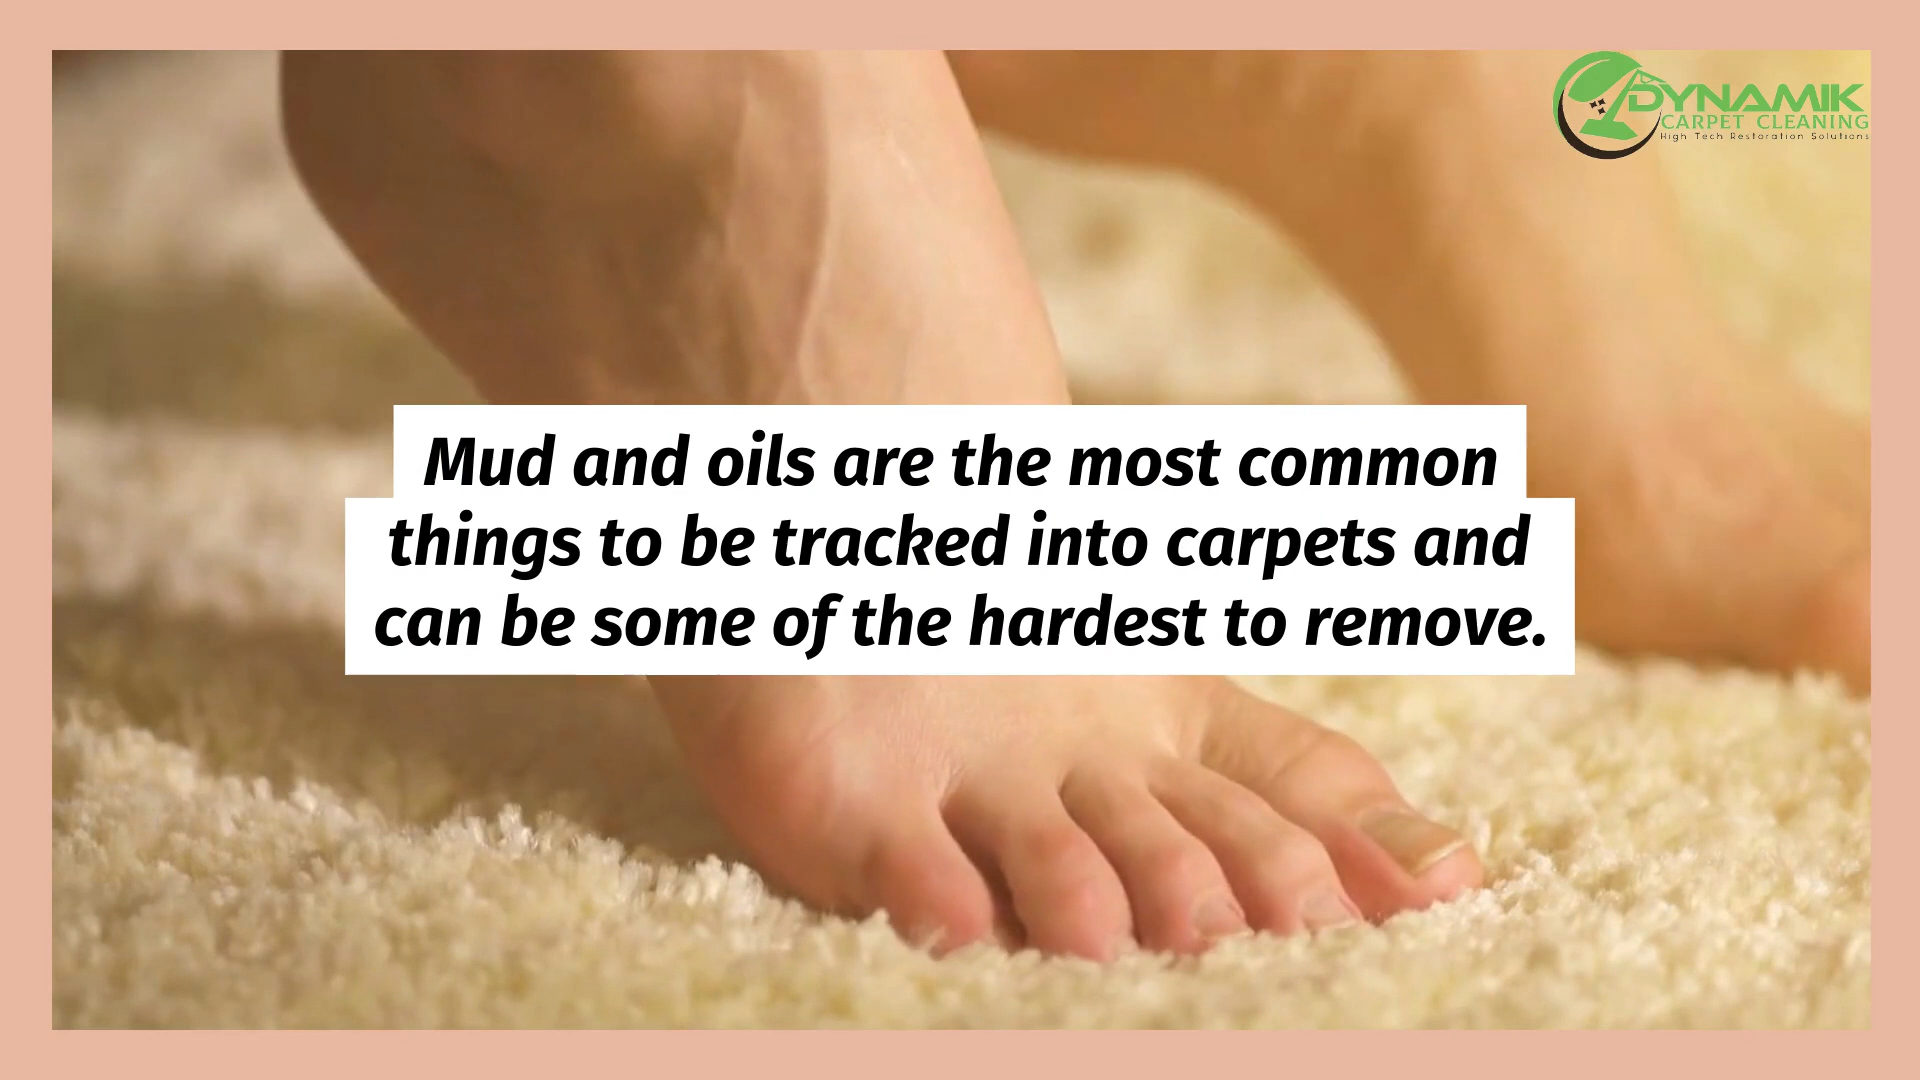 DYNAMIK
CARPET CLEANING
High Tech Restoration Solutions
Mud and oils are the most common
things to be tracked into carpets and
can be some of the hardest to remove.